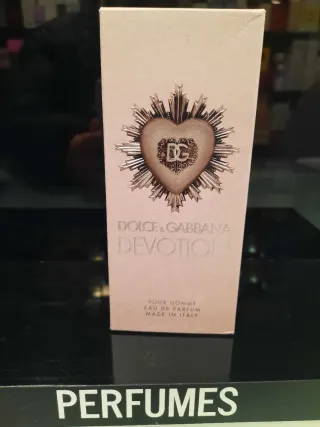 DG
DOLCE & GABBANA
DEVOTION
POUR HOMME
EAU DE PARFUM
MADE IN ITALY
PERFUMES